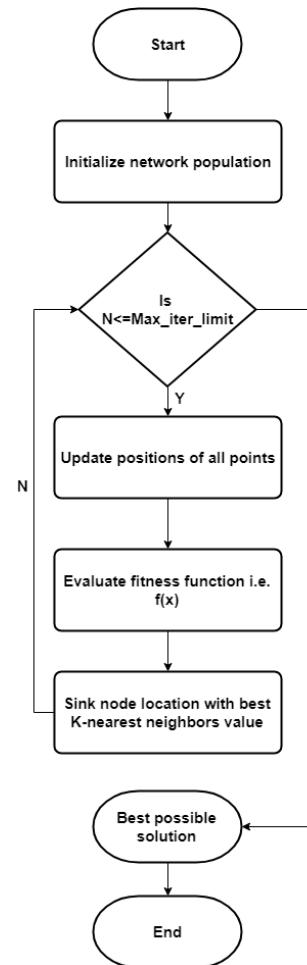 Start
Initialize network population
Is
N<=Max_iter_limit
Y
Update positions of all points
N
Evaluate fitness function i.e.
f(x)
Sink node location with best
K-nearest neighbors value
Best possible
solution
End